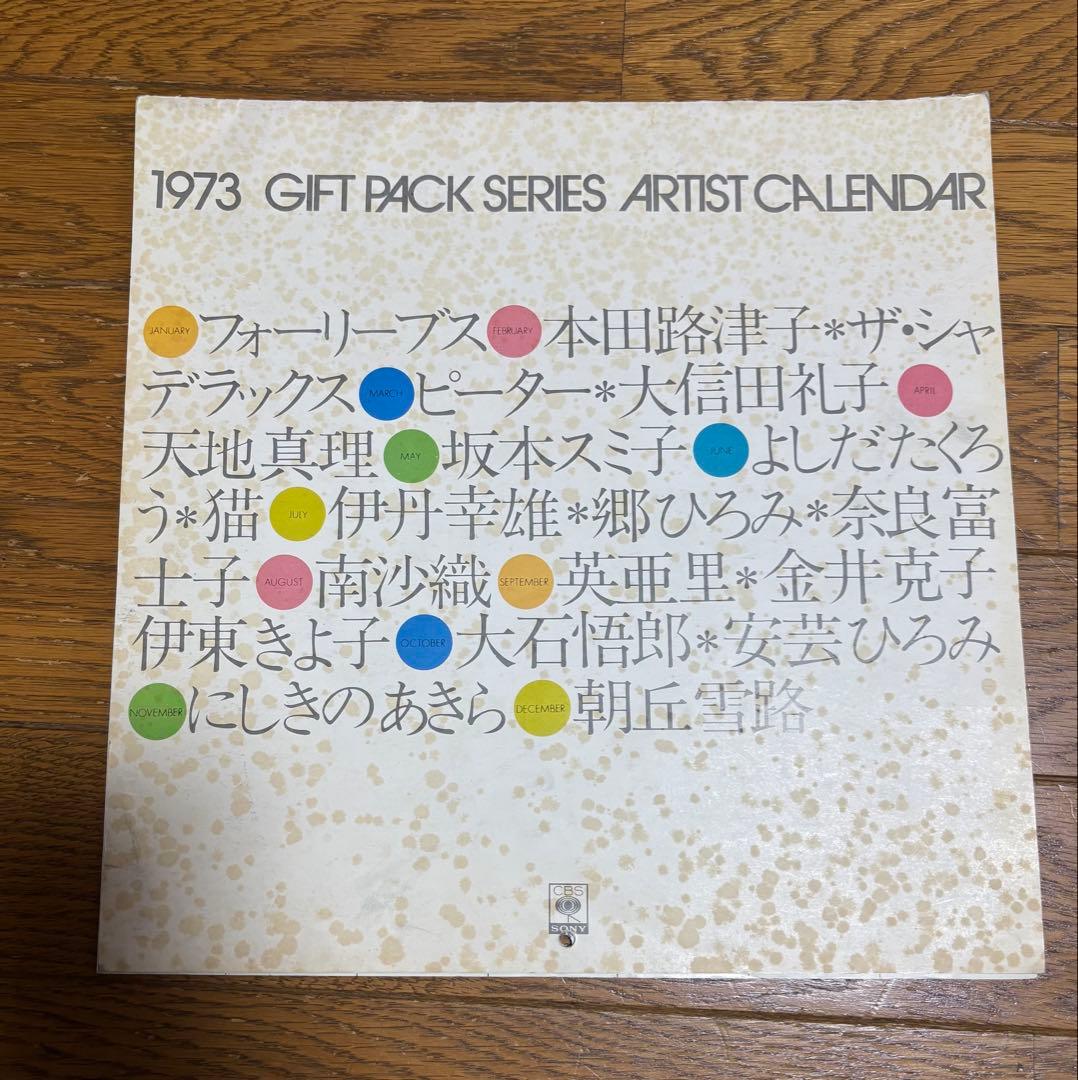 1973 GIFT PACK SERIES ARTIST CALENDAR
JANUARY フォーリーブス FEBRUARY 本田路津子*ザ・シャ
デラックス MARCH ピーター*大信田礼子 APRIL
天地真理 MAY 坂本スミ子 JUNE よしだたくろ
う*猫 JULY 伊丹幸雄*郷ひろみ*奈良富
士子 AUGUST 南沙織 SEPTEMBER 英亜里*金井克子
伊東きよ子 OCTOBER 大石悟郎*安芸ひろみ
NOVEMBER にしきのあきら DECEMBER 朝丘雪路
CBS
SONY